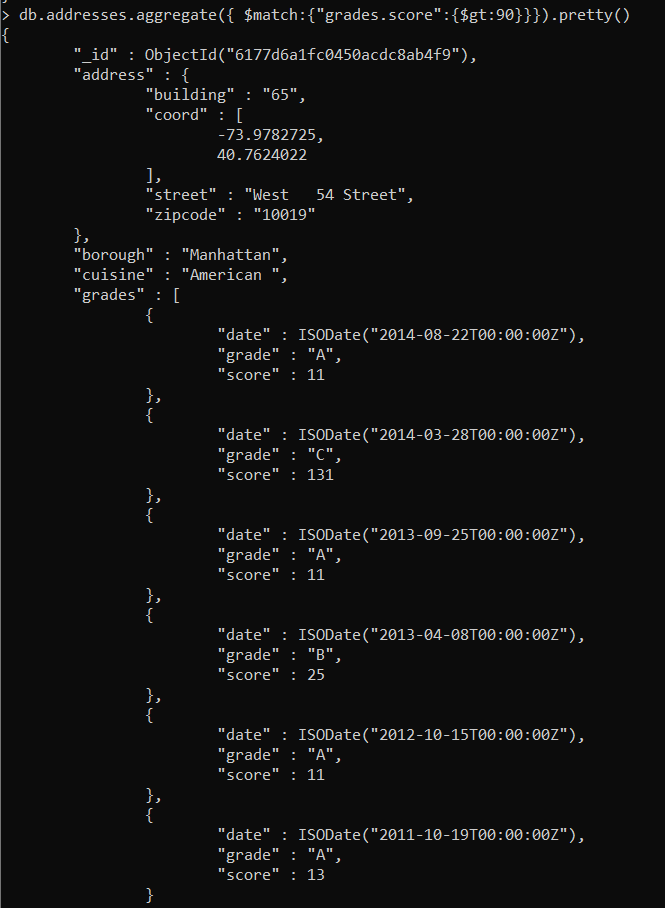 > db.addresses.aggregate({ $match:{"grades.score":{$gt:90}}}).pretty()
{
        "_id" : ObjectId("6177d6a1fc0450acdc8ab4f9"),
        "address" : {
                "building" : "65",
                "coord" : [
                        -73.9782725,
                        40.7624022
                ],
                "street" : "West   54 Street",
                "zipcode" : "10019"
        },
        "borough" : "Manhattan",
        "cuisine" : "American ",
        "grades" : [
                {
                        "date" : ISODate("2014-08-22T00:00:00Z"),
                        "grade" : "A",
                        "score" : 11
                },
                {
                        "date" : ISODate("2014-03-28T00:00:00Z"),
                        "grade" : "C",
                        "score" : 131
                },
                {
                        "date" : ISODate("2013-09-25T00:00:00Z"),
                        "grade" : "A",
                        "score" : 11
                },
                {
                        "date" : ISODate("2013-04-08T00:00:00Z"),
                        "grade" : "B",
                        "score" : 25
                },
                {
                        "date" : ISODate("2012-10-15T00:00:00Z"),
                        "grade" : "A",
                        "score" : 11
                },
                {
                        "date" : ISODate("2011-10-19T00:00:00Z"),
                        "grade" : "A",
                        "score" : 13
                }